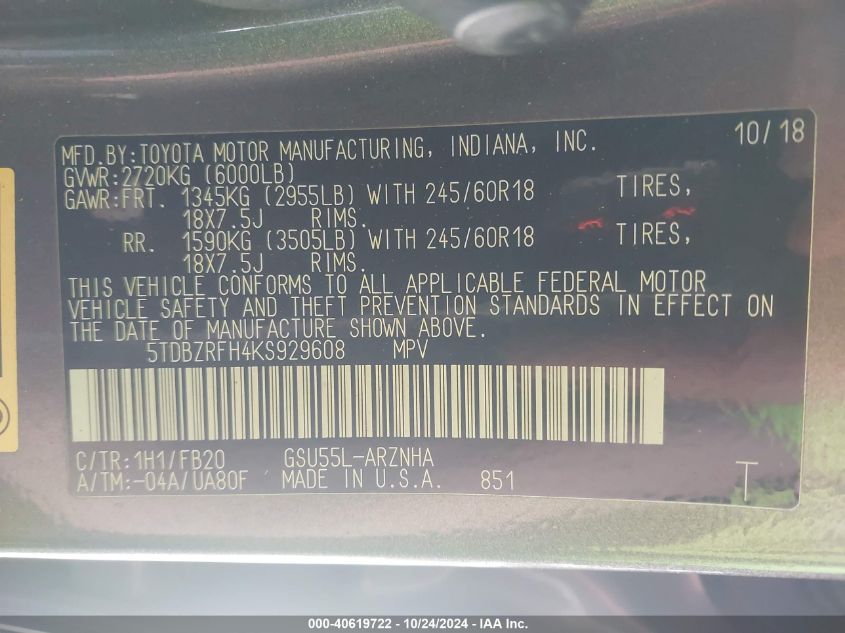 MFD.BY:TOYOTA MOTOR MANUFACTURING, INDIANA, INC. 10/18
GVWR:2720KG (6000LB)
GAWR:FRT. 1345KG (2955LB) WITH 245/60R18 TIRES,
18X7.5J RIMS.
RR. 1590KG (3505LB) WITH 245/60R18 TIRES,
18X7.5J RIMS.
THIS VEHICLE CONFORMS TO ALL APPLICABLE FEDERAL MOTOR
VEHICLE SAFETY AND THEFT PREVENTION STANDARDS IN EFFECT ON
THE DATE OF MANUFACTURE SHOWN ABOVE.
5TDBZRFH4KS929608 MPV
C/TR:1H1/FB20 GSU55L-ARZNHA
A/TM:-04A/UA80F MADE IN U.S.A. 851 T
000-40619722 - 10/24/2024 - IAA Inc.